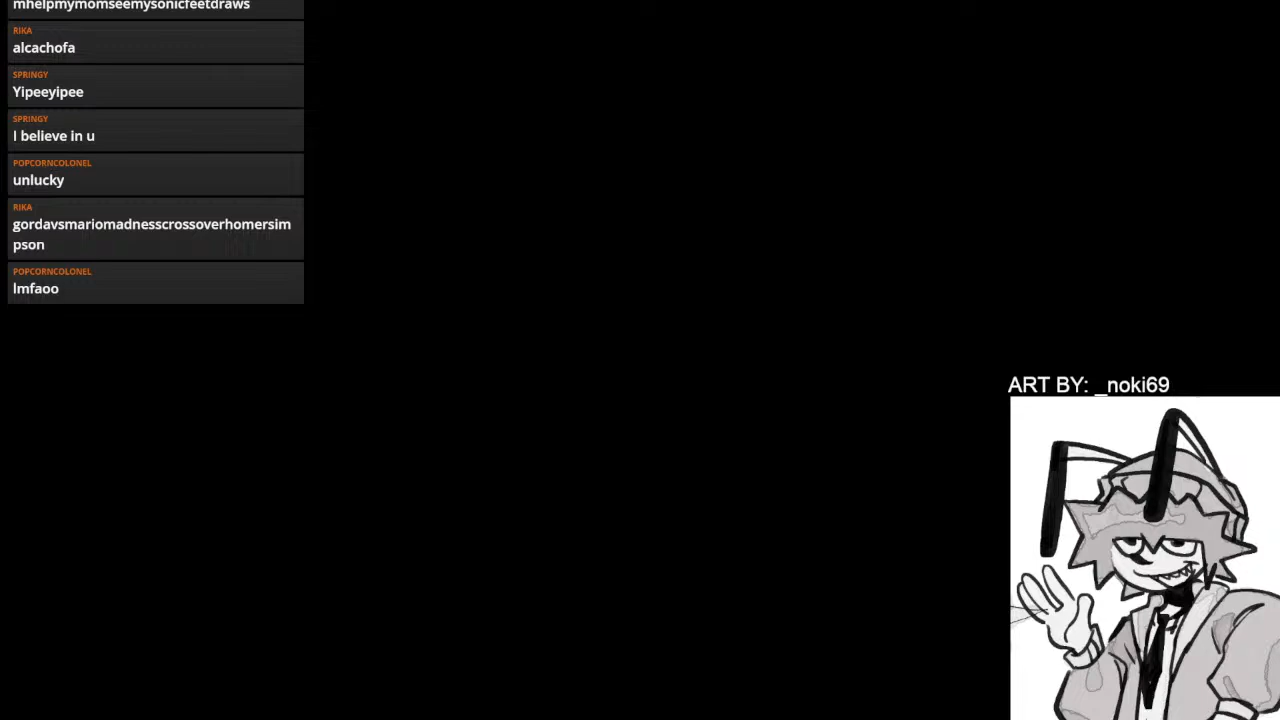 mhelpmymomseemysonicfeetdraws
RIKA
alcachofa
SPRINGY
Yipeeyipee
SPRINGY
I believe in u
POPCORNCOLONEL
unlucky
RIKA
gordavsmariomadnesscrossoverhomersim
pson
POPCORNCOLONEL
lmfaoo
ART BY: _noki69